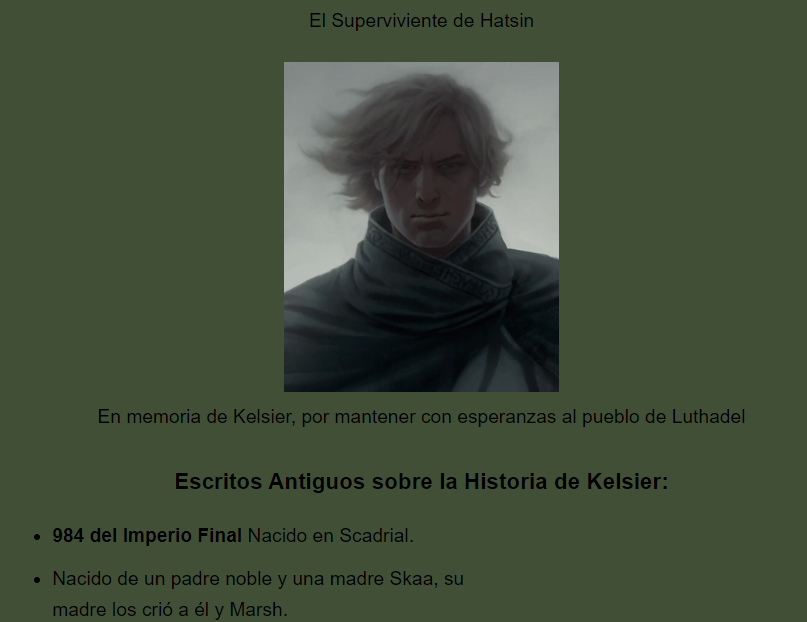 El Superviviente de Hatsin
En memoria de Kelsier, por mantener con esperanzas al pueblo de Luthadel
Escritos Antiguos sobre la Historia de Kelsier:
• 984 del Imperio Final Nacido en Scadrial.
• Nacido de un padre noble y una madre Skaa, su
madre los crió a él y Marsh.